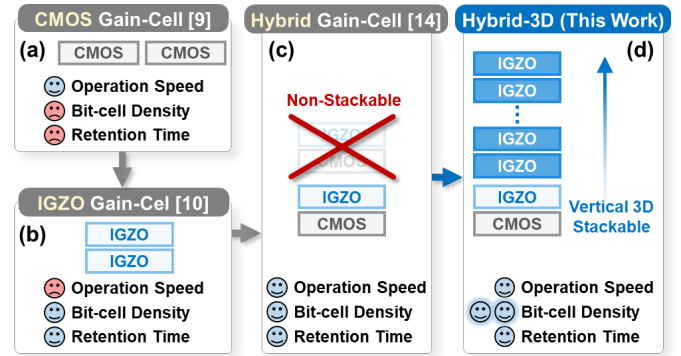 CMOS Gain-Cell [9]
(a)
CMOS CMOS
Operation Speed
Bit-cell Density
Retention Time
IGZO Gain-Cel [10]
(b)
IGZO
IGZO
Operation Speed
Bit-cell Density
Retention Time
Hybrid Gain-Cell [14]
(c)
Non-Stackable
IGZO
CMOS
IGZO
CMOS
Operation Speed
Bit-cell Density
Retention Time
Hybrid-3D (This Work)
(d)
IGZO
IGZO
IGZO
IGZO
IGZO
CMOS
Vertical 3D
Stackable
Operation Speed
Bit-cell Density
Retention Time